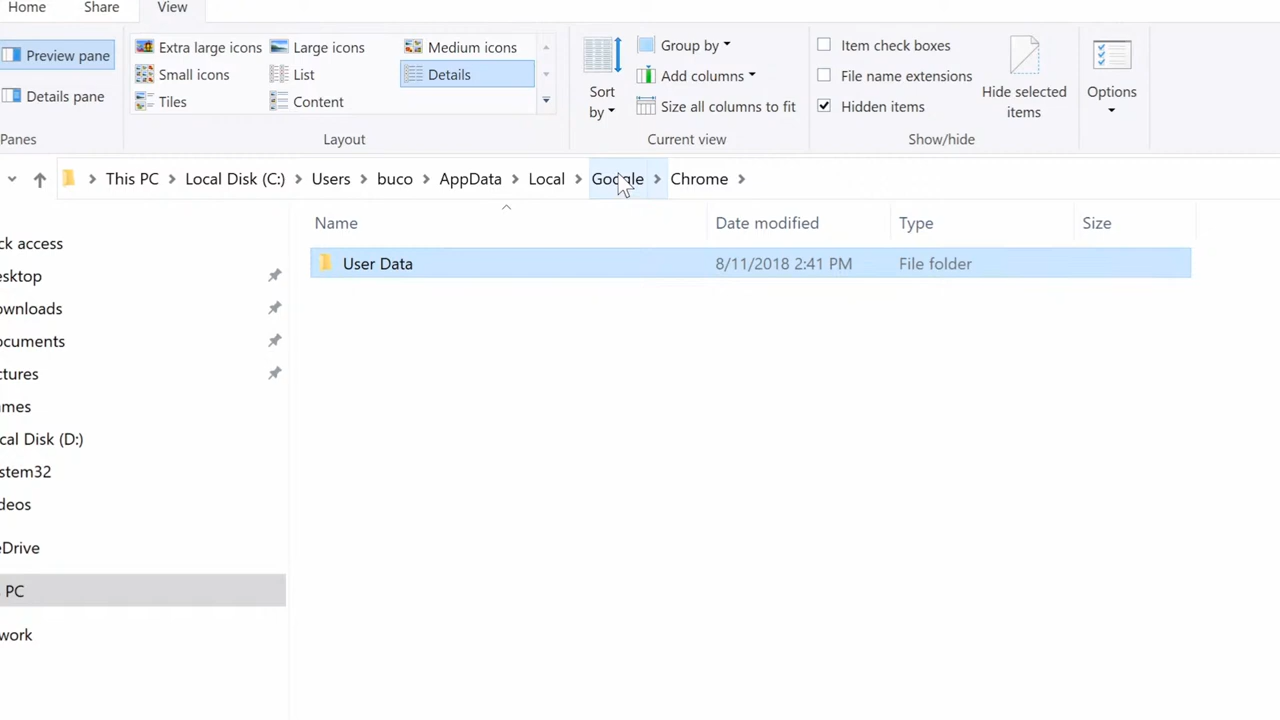 Home Share View
Preview pane
Details pane
Panes
Extra large icons Large icons Medium icons
Small icons List Details
Tiles Content
Layout
Sort by
Group by
Add columns
Size all columns to fit
Current view
Item check boxes
File name extensions
Hidden items
Hide selected items
Show/hide
Options
This PC Local Disk (C:) Users buco AppData Local Google Chrome
Name Date modified Type Size
User Data 8/11/2018 2:41 PM File folder
ck access
esktop
ownloads
ocuments
ctures
ames
cal Disk (D:)
stem32
deos
eDrive
PC
work